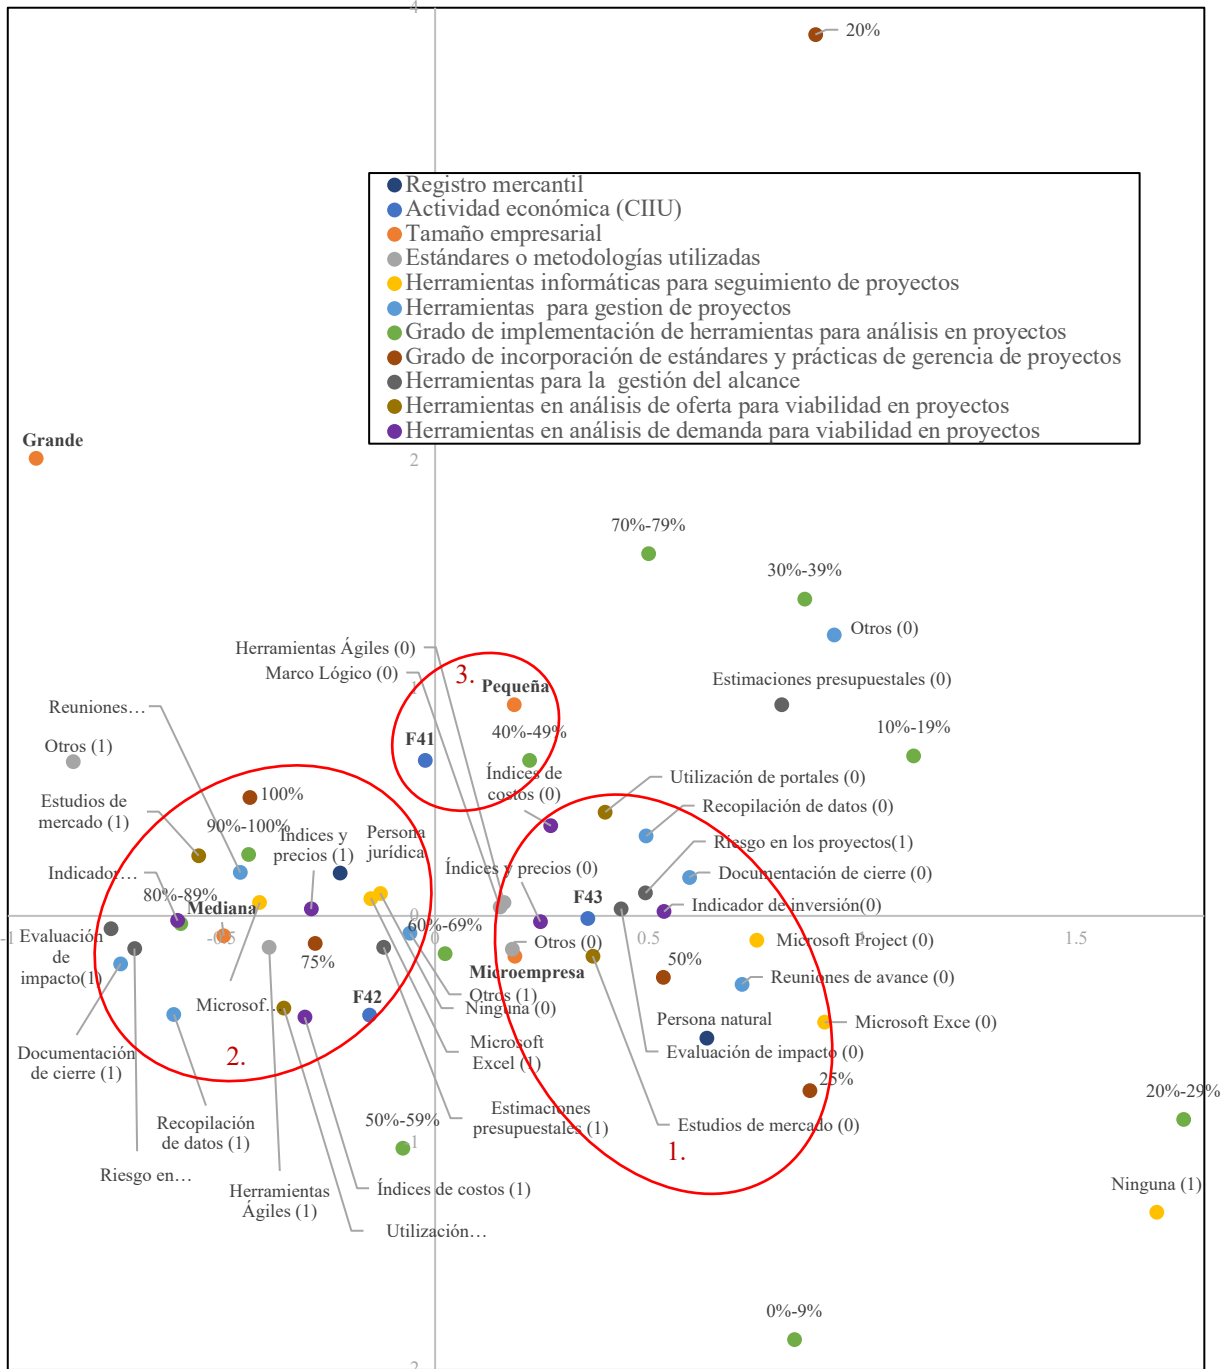 4
20%
Registro mercantil
Actividad económica (CIIU)
Tamaño empresarial
Estándares o metodologías utilizadas
Herramientas informáticas para seguimiento de proyectos
Herramientas para gestion de proyectos
Grado de implementación de herramientas para análisis en proyectos
Grado de incorporación de estándares y prácticas de gerencia de proyectos
Herramientas para la gestión del alcance
Herramientas en análisis de oferta para viabilidad en proyectos
Herramientas en análisis de demanda para viabilidad en proyectos
Grande
2
70%-79%
30%-39%
Otros (0)
Herramientas Ágiles (0)
Marco Lógico (0)
3.
1
Pequeña
Estimaciones presupuestales (0)
Reuniones…
Otros (1)
F41
40%-49%
10%-19%
Índices de
costos (0)
Utilización de portales (0)
Estudios de
mercado (1)
100%
90%-100%
Índices y
precios (1)
Persona
jurídica
Recopilación de datos (0)
Riesgo en los proyectos(1)
Indicador…
Índices y precios (0)
Documentación de cierre (0)
80%-89%
Mediana
F43
Indicador de inversión(0)
0
-1
-0.5
0.5
1
1.5
Evaluación
de
impacto(1)
75%
60%-69%
Otros (0)
Microsoft Project (0)
Microempresa
50%
Reuniones de avance (0)
Microsof…
F42
Otros (1)
Ninguna (0)
Persona natural
Microsoft Exce (0)
Documentación
de cierre (1)
2.
Microsoft
Excel (1)
Evaluación de impacto (0)
25%
20%-29%
Recopilación
de datos (1)
50%-59%
1
Estimaciones
presupuestales (1)
Estudios de mercado (0)
1.
Riesgo en…
Herramientas
Ágiles (1)
Índices de costos (1)
Ninguna (1)
Utilización…
0%-9%
2